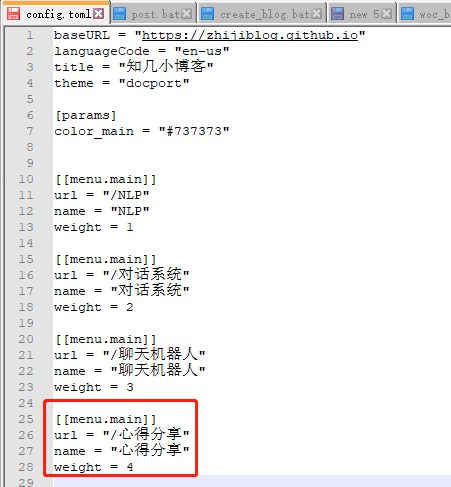 config.toml post.bat create_blog.bat new 5 woc_b
1 baseURL = "https://zhijiblog.github.io"
2 languageCode = "en-us"
3 title = "知几小博客"
4 theme = "docport"
5
6 [params]
7 color_main = "#737373"
8
9
10 [[menu.main]]
11 url = "/NLP"
12 name = "NLP"
13 weight = 1
14
15 [[menu.main]]
16 url = "/对话系统"
17 name = "对话系统"
18 weight = 2
19
20 [[menu.main]]
21 url = "/聊天机器人"
22 name = "聊天机器人"
23 weight = 3
24
25 [[menu.main]]
26 url = "/心得分享"
27 name = "心得分享"
28 weight = 4
29